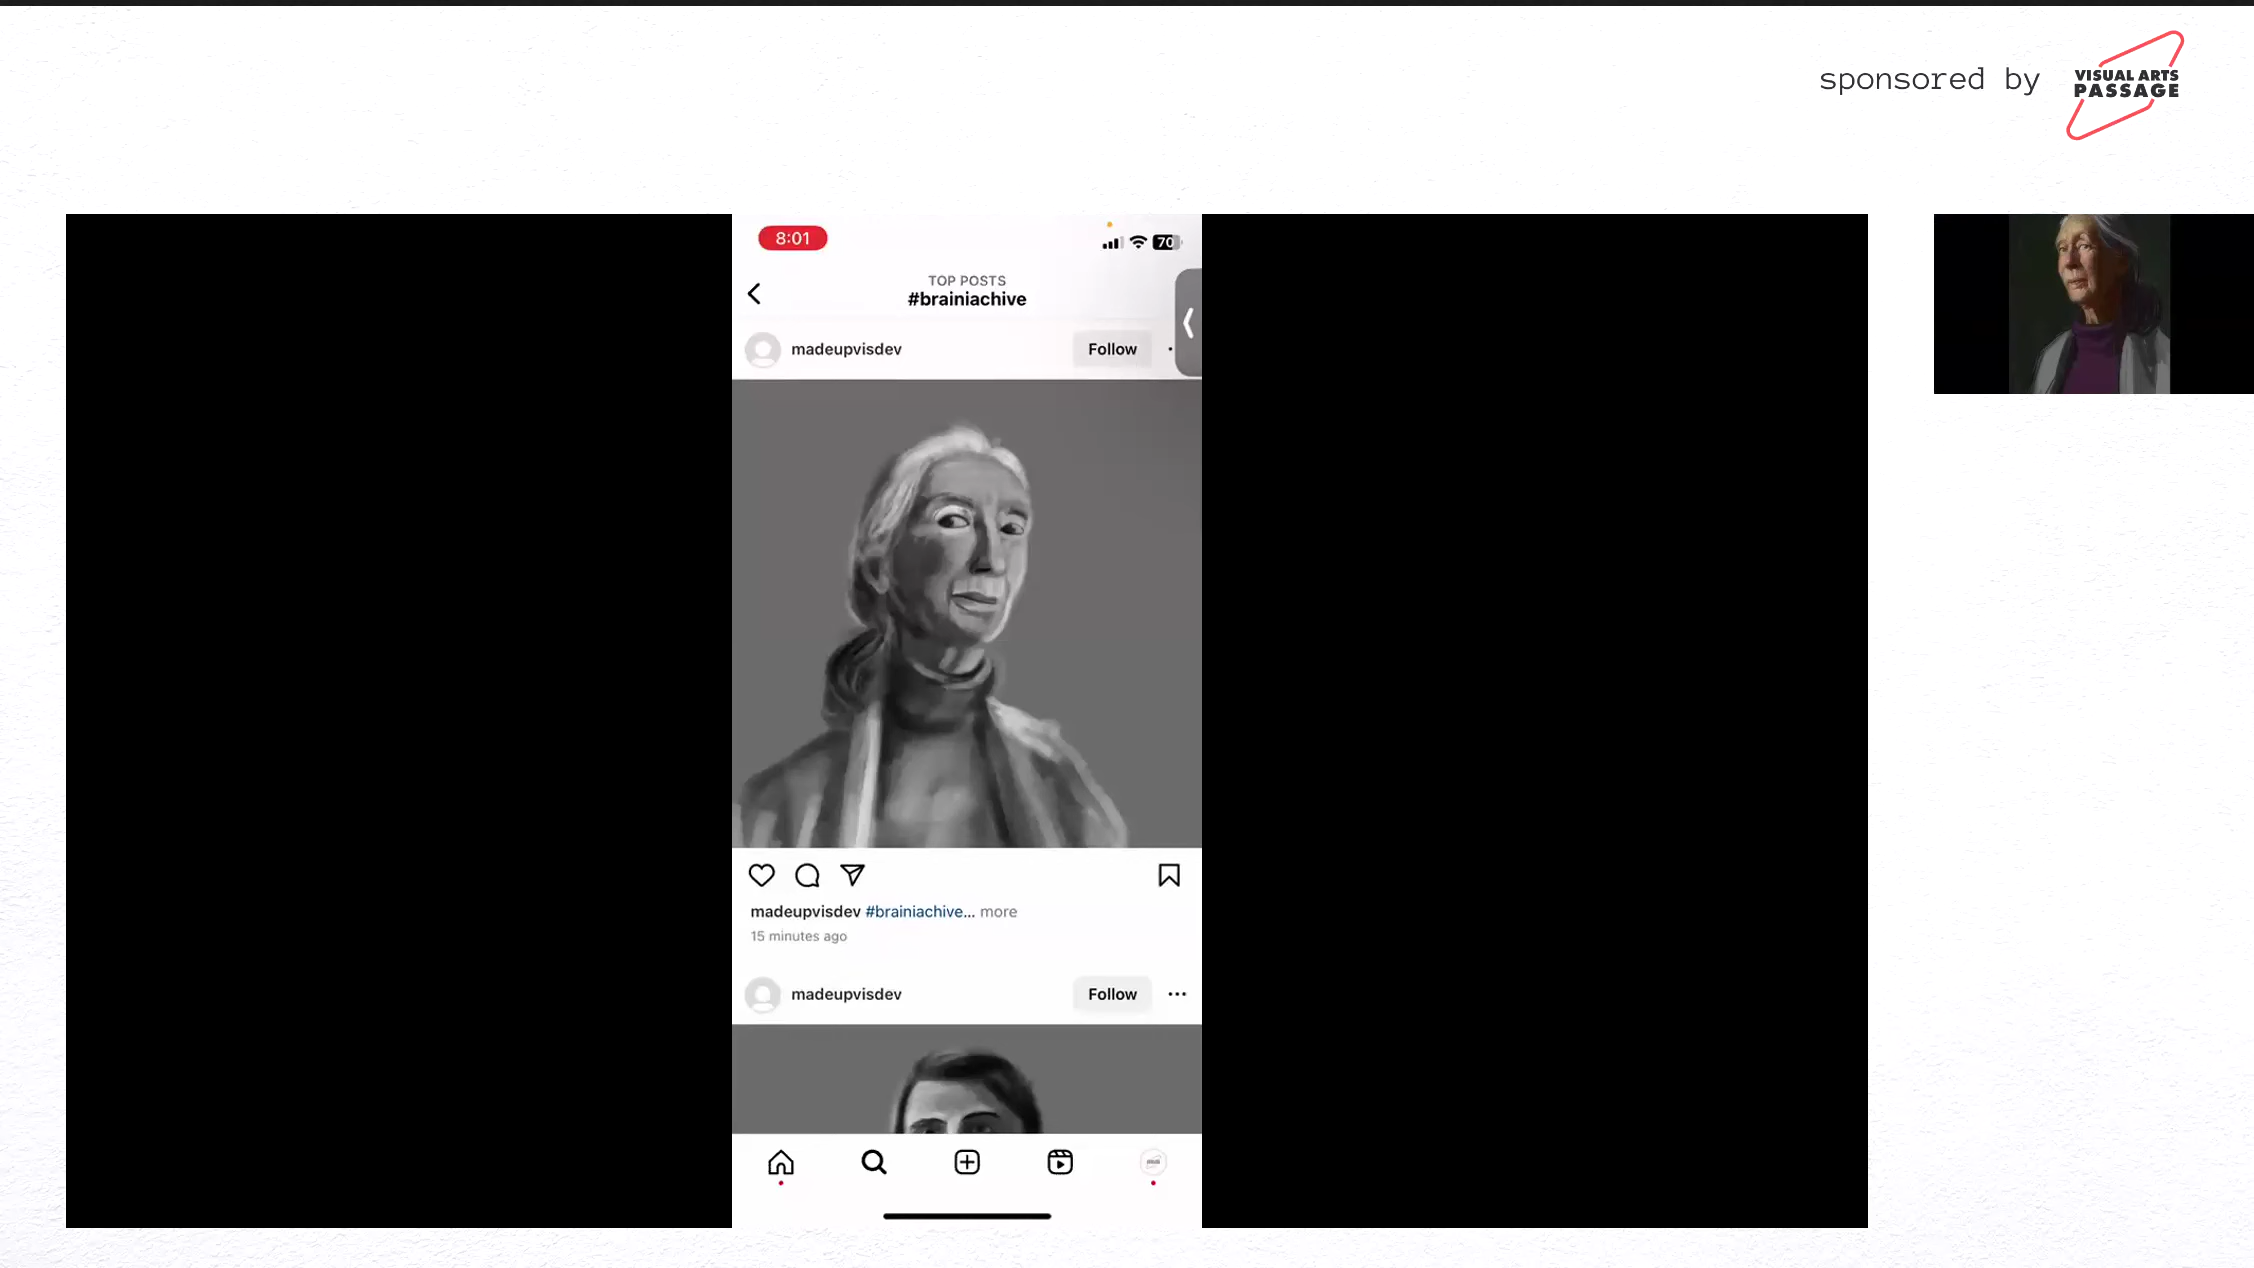 sponsored by
VISUAL ARTS
PASSAGE
8:01
70
TOP POSTS
#brainiachive
madeupvisdev
Follow
madeupvisdev #brainiachive... more
15 minutes ago
madeupvisdev
Follow